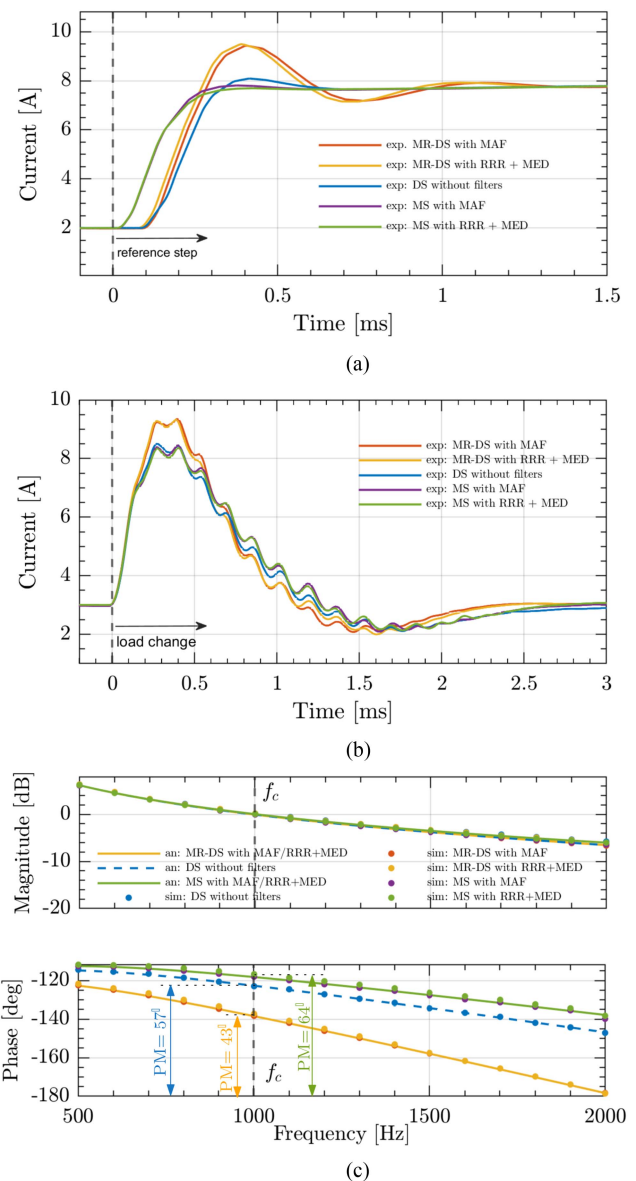 10
8
6
4
2
Current [A]
exp: MR-DS with MAF
exp: MR-DS with RRR + MED
exp: DS without filters
exp: MS with MAF
exp: MS with RRR + MED
reference step
0
0.5
1
1.5
Time [ms]
(a)
10
8
6
4
2
Current [A]
exp: MR-DS with MAF
exp: MR-DS with RRR + MED
exp: DS without filters
exp: MS with MAF
exp: MS with RRR + MED
load change
0
0.5
1
1.5
2
2.5
3
Time [ms]
(b)
0
-10
-20
Magnitude [dB]
fc
an: MR-DS with MAF/RRR+MED
an: DS without filters
an: MS with MAF/RRR+MED
sim: DS without filters
sim: MR-DS with MAF
sim: MR-DS with RRR+MED
sim: MS with MAF
sim: MS with RRR+MED
-120
-140
-160
-180
Phase [deg]
PM= 57
PM= 43
PM= 64
fc
500
1000
1500
2000
Frequency [Hz]
(c)